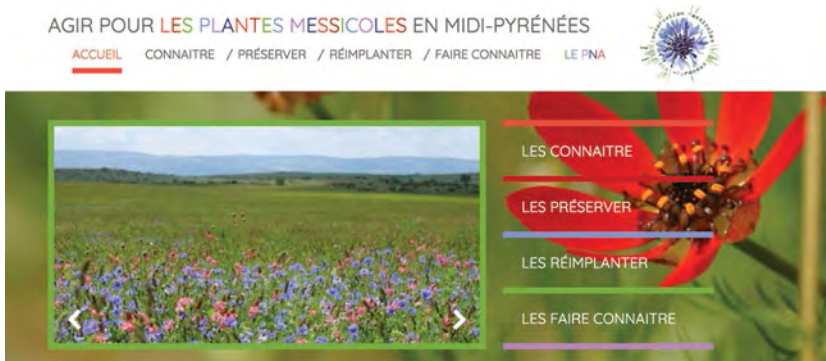 AGIR POUR LES PLANTES MESSICOLES EN MIDI-PYRÉNÉES
ACCUEIL CONNAITRE / PRÉSERVER / RÉIMPLANTER / FAIRE CONNAITRE LE PNA
LES CONNAITRE
LES PRÉSERVER
LES RÉIMPLANTER
LES FAIRE CONNAITRE